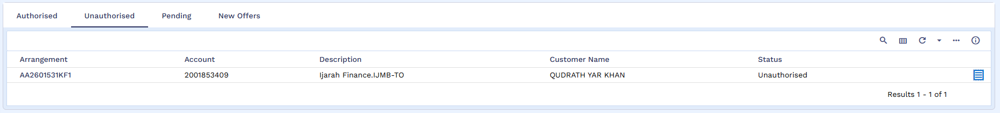 Authorised Unauthorised Pending New Offers
Arrangement Account Description Customer Name Status
AA2601531KF1 2001853409 Ijarah Finance.IJMB-TO QUDRATH YAR KHAN Unauthorised
Results 1 - 1 of 1